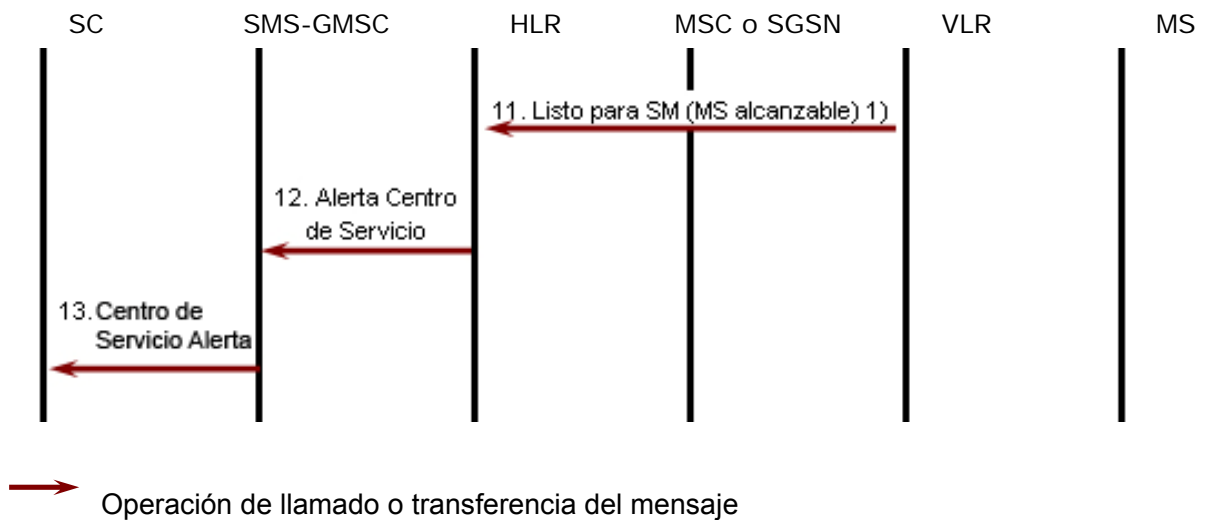 SC SMS-GMSC HLR MSC o SGSN VLR MS
11. Listo para SM (MS alcanzable) 1)
12. Alerta Centro
de Servicio
13. Centro de
Servicio Alerta
Operación de llamado o transferencia del mensaje